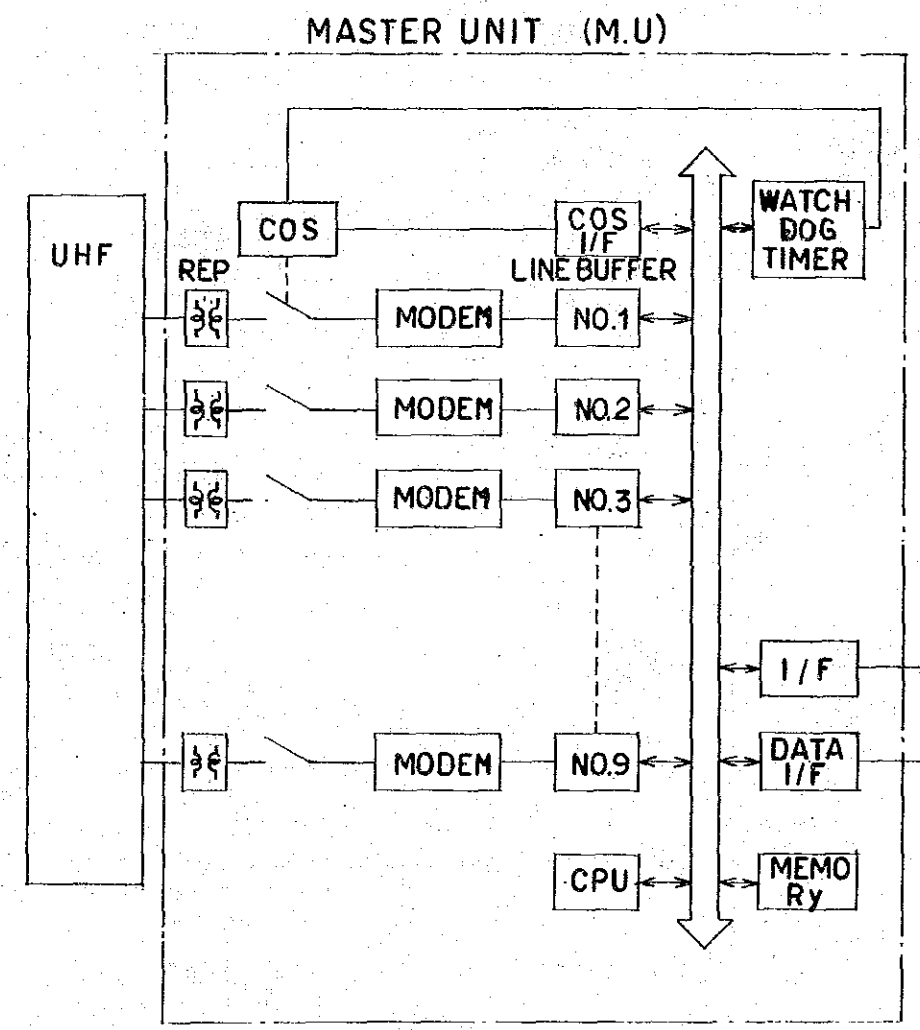 MASTER UNIT (M.U)
UHF
COS
COS
I/F
WATCH
DOG
TIMER
REP
LINE BUFFER
MODEM
NO.1
MODEM
NO.2
MODEM
NO.3
I/F
MODEM
NO.9
DATA
I/F
CPU
MEMO
Ry